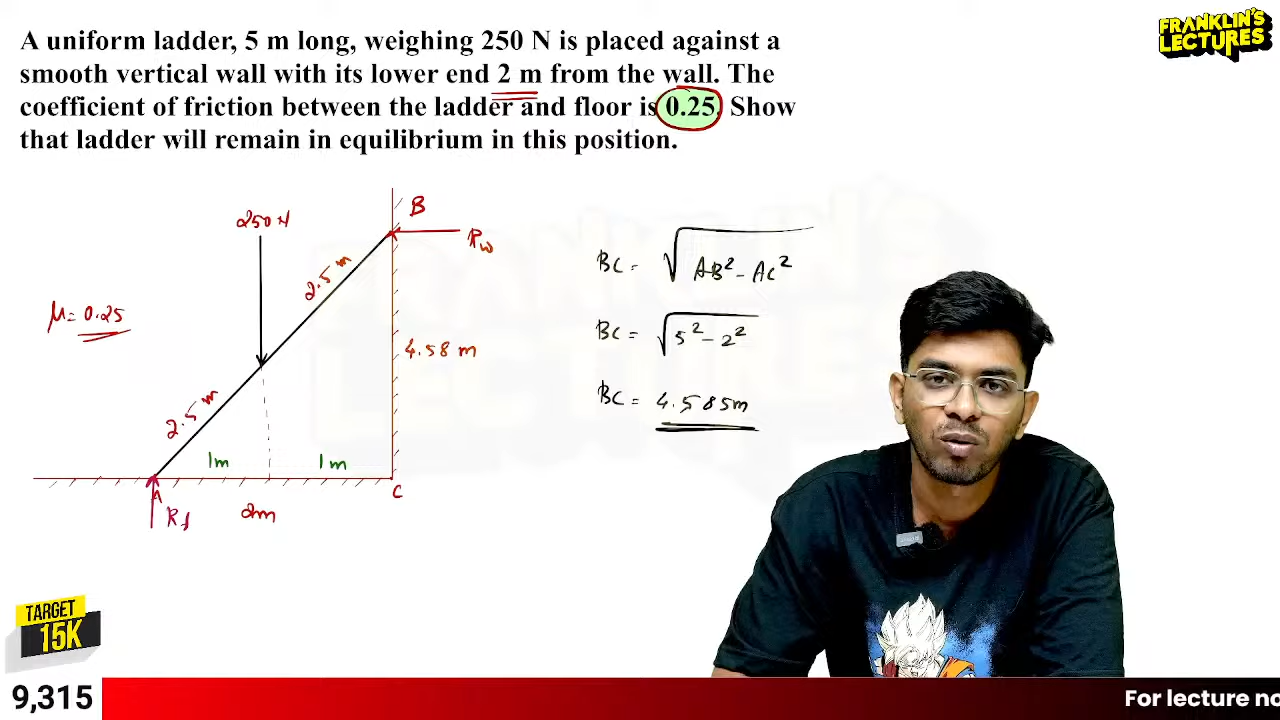 A uniform ladder, 5 m long, weighing 250 N is placed against a
smooth vertical wall with its lower end 2 m from the wall. The
coefficient of friction between the ladder and floor is 0.25. Show
that ladder will remain in equilibrium in this position.
FRANKLIN'S
LECTURES
250N
B
Rw
2.5 m
μ = 0.25
4.58 m
2.5 m
1m
1m
A
C
Rf
2m
BC = √AB² - AC²
BC = √5² - 2²
BC = 4.585m
TARGET
15K
9,315
For lecture no